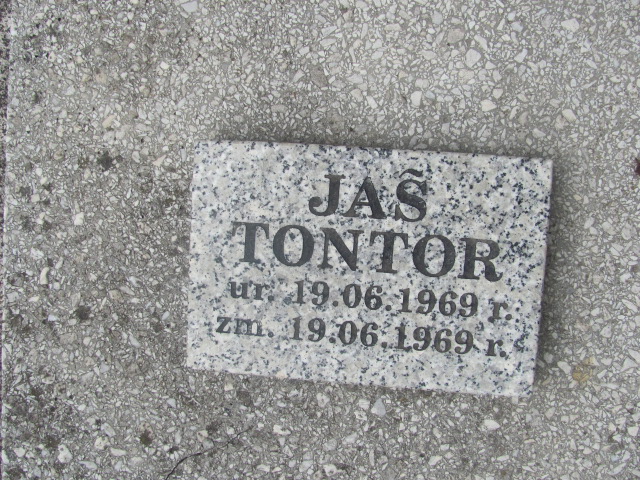 JAŚ
TONTOR
ur. 19.06.1969 r.
zm. 19.06.1969 r.